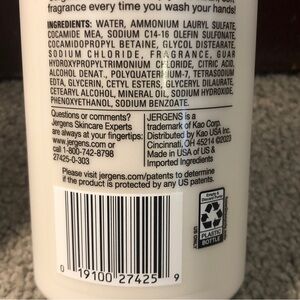 fragrance every time you wash your hands!
INGREDIENTS: WATER, AMMONIUM LAURYL SULFATE,
COCAMIDE MEA, SODIUM C14-16 OLEFIN SULFONATE,
COCAMIDOPROPYL BETAINE, GLYCOL DISTEARATE,
SODIUM CHLORIDE, FRAGRANCE, GUAR
HYDROXYPROPYLTRIMONIUM CHLORIDE, CITRIC ACID,
ALCOHOL DENAT., POLYQUATERNIUM-7, TETRASODIUM
EDTA, GLYCERIN, CETYL ESTERS, GLYCERYL DILAURATE,
CETEARYL ALCOHOL, MINERAL OIL, SODIUM HYDROXIDE,
PHENOXYETHANOL, SODIUM BENZOATE.
Questions or comments?
Jergens Skincare Experts
are always at your fingertips:
www.jergens.com or
call 1-800-742-8798
27425-0-303
JERGENS is a
trademark of Kao Corp.
Distributed by Kao USA Inc.
Cincinnati, OH 45214 ©2023
Made in USA of US &
Imported Ingredients
Please visit jergens.com/patents to determine
if the product is protected by any US patents.
0 19100 27425 9
PLASTIC
BOTTLE